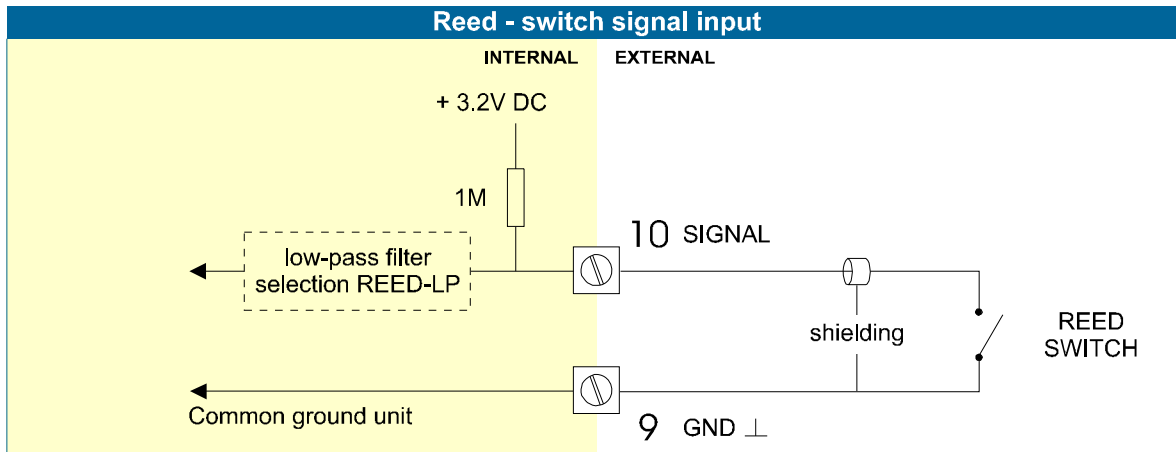 Reed - switch signal input
INTERNAL EXTERNAL
+ 3.2V DC
1M
10 SIGNAL
low-pass filter
selection REED-LP
shielding
REED
SWITCH
Common ground unit
9 GND ⊥